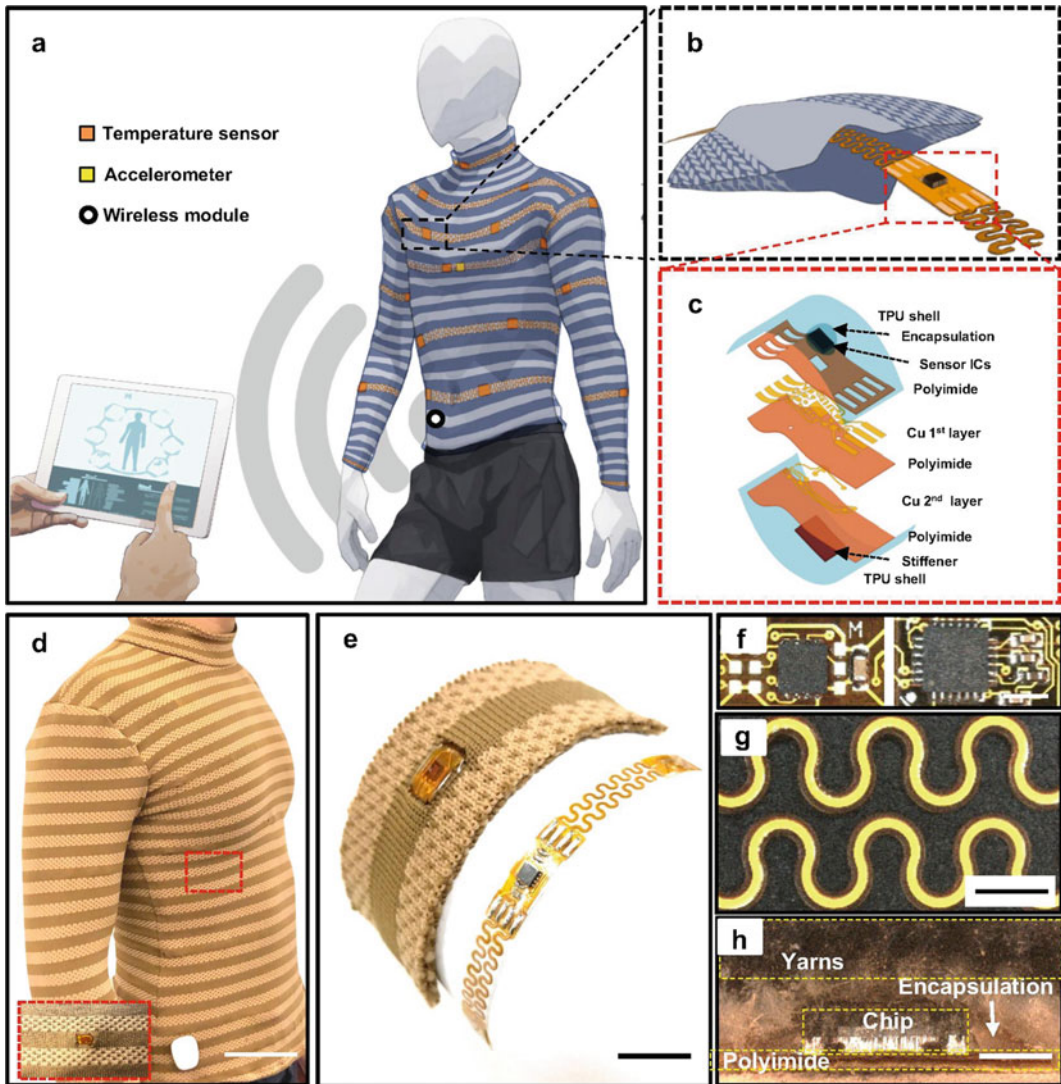 a
Temperature sensor
Accelerometer
Wireless module
M
b
c
TPU shell
Encapsulation
Sensor ICs
Polyimide
Cu 1st layer
Polyimide
Cu 2nd layer
Polyimide
Stiffener
TPU shell
d
e
f
M
g
h
Yarns
Encapsulation
Chip
Polyimide